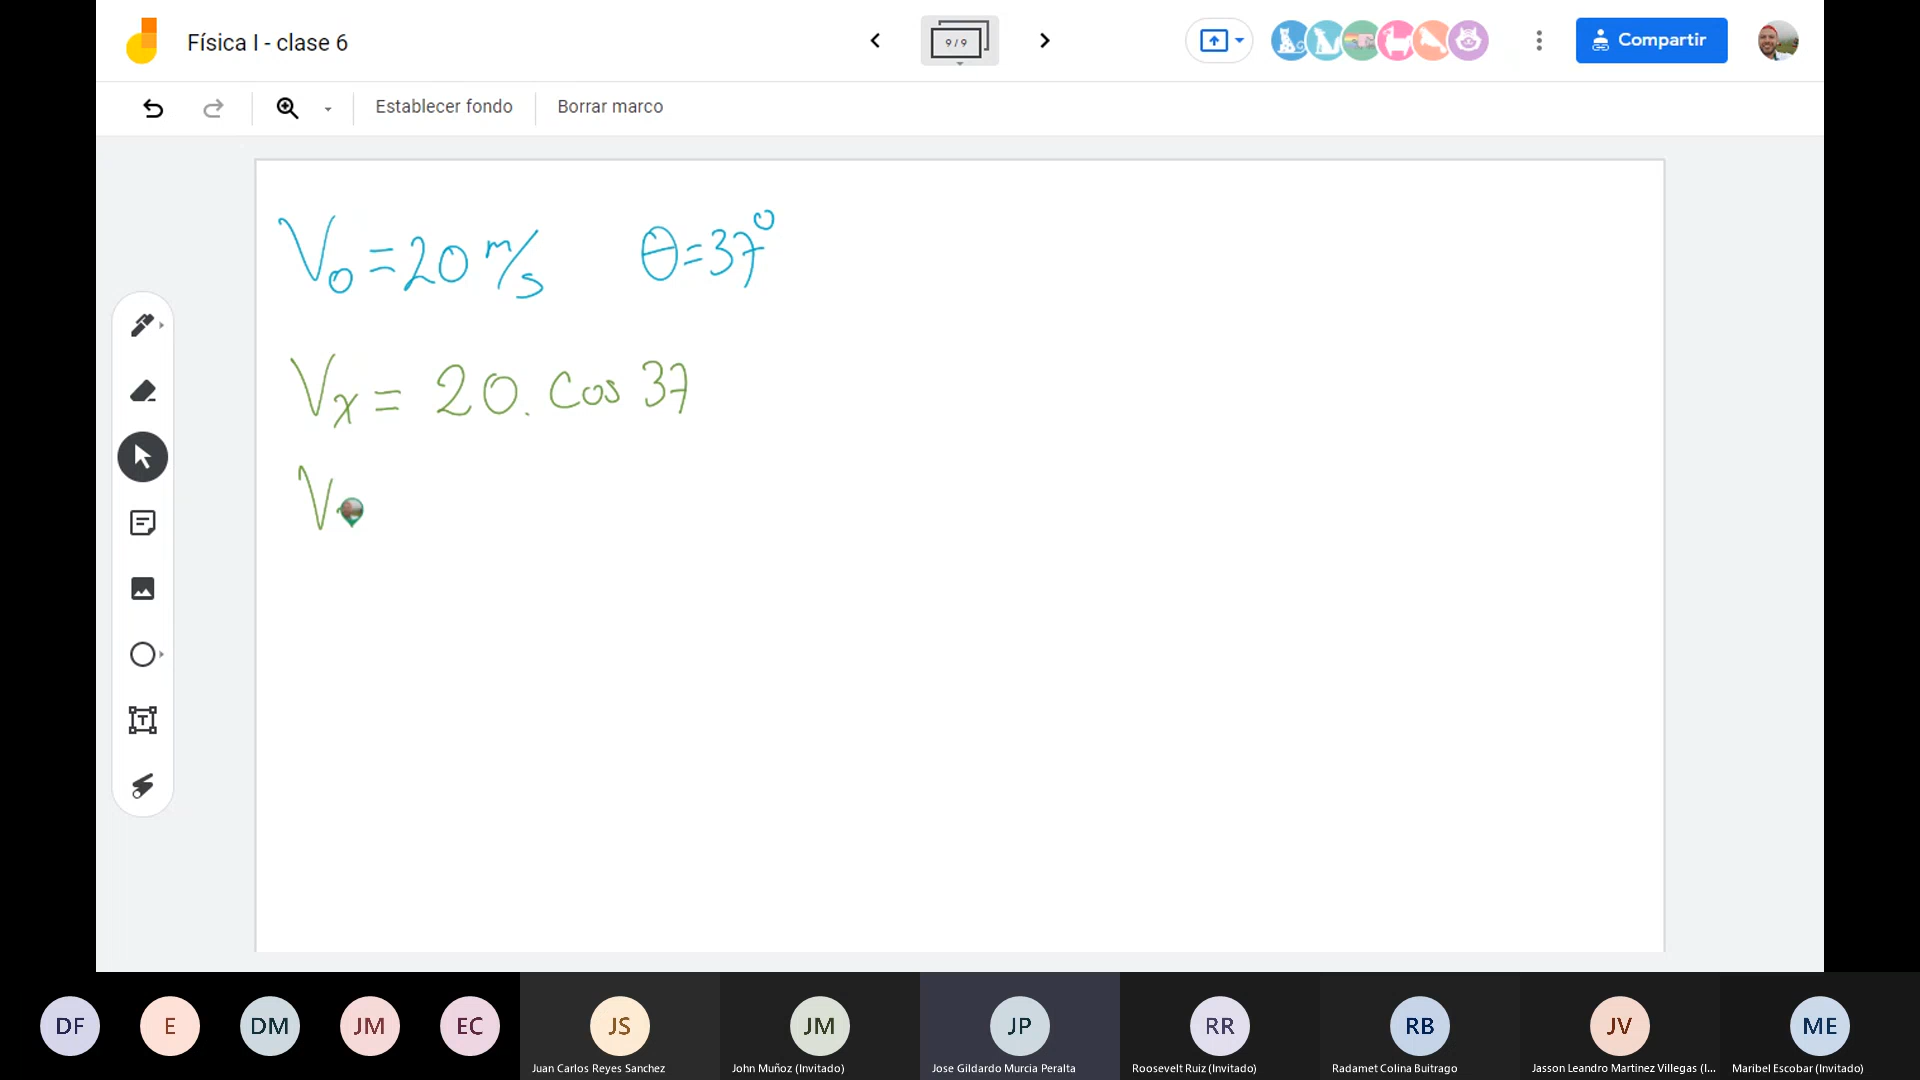 Física I - clase 6
9/9
Compartir
Establecer fondo
Borrar marco
V₀ = 20 m/s θ = 37°
Vₓ = 20 . Cos 37
V
DF
E
DM
JM
EC
JS
Juan Carlos Reyes Sanchez
JM
John Muñoz (Invitado)
JP
Jose Gildardo Murcia Peralta
RR
Roosevelt Ruiz (Invitado)
RB
Radamet Colina Buitrago
JV
Jasson Leandro Martinez Villegas (I...
ME
Maribel Escobar (Invitado)